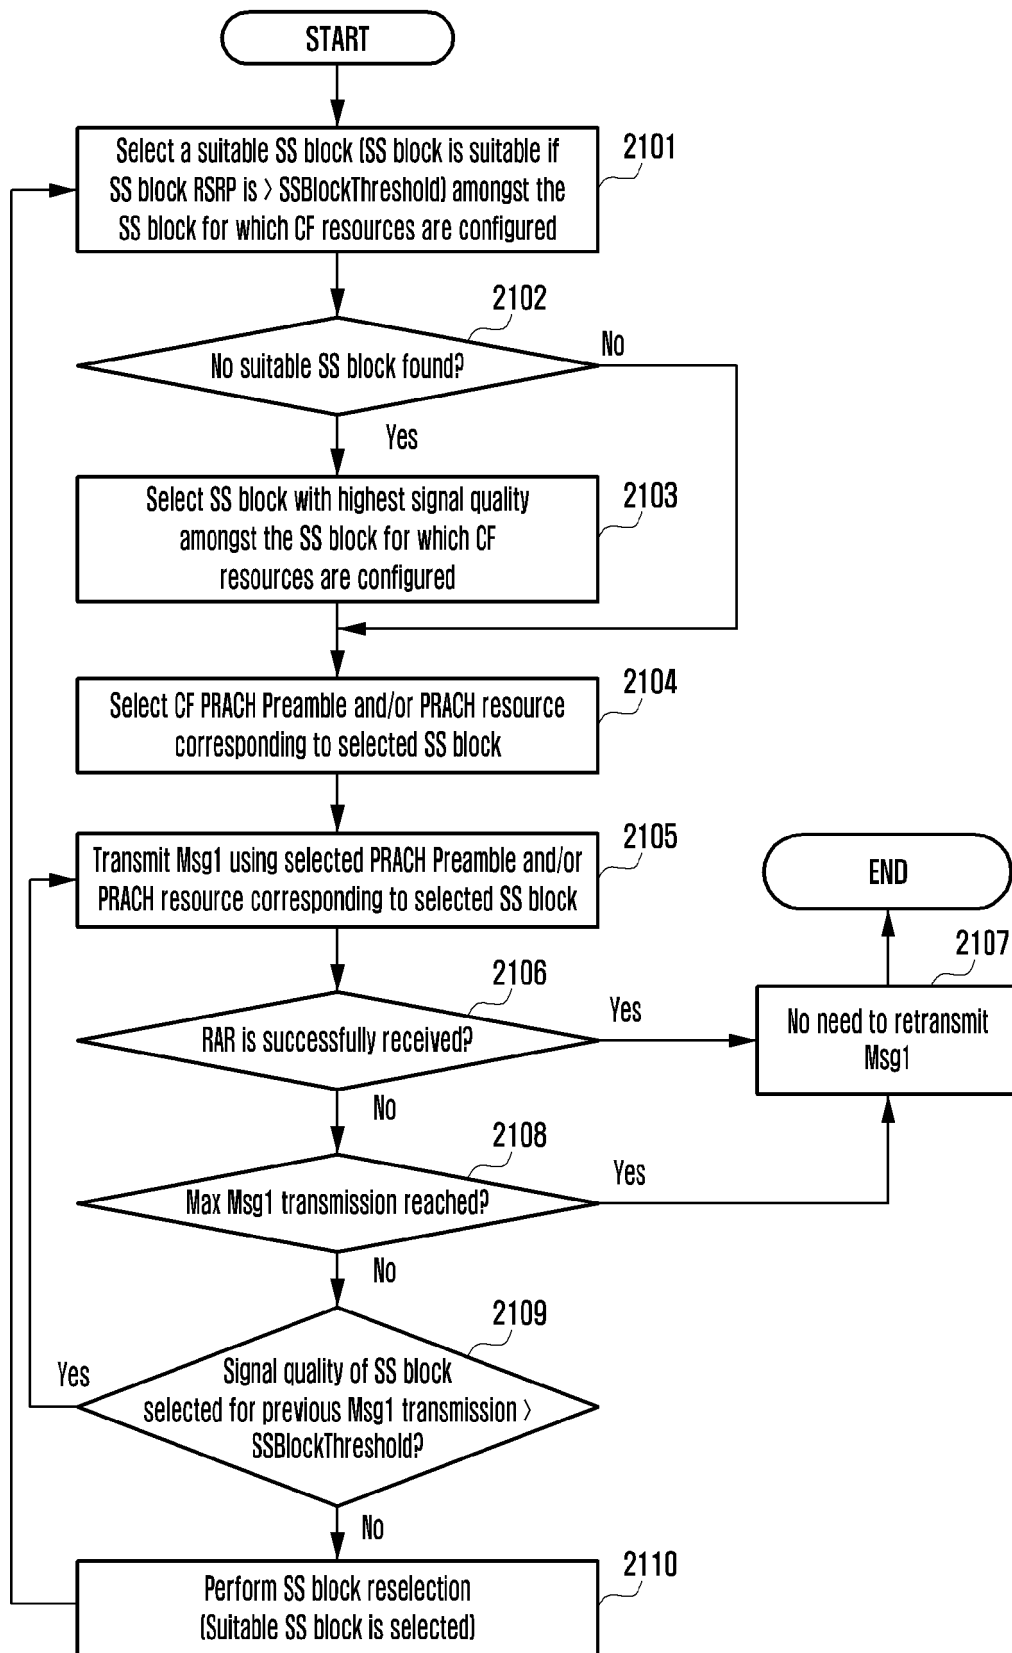 START
Select a suitable SS block (SS block is suitable if
SS block RSRP is > SSBlockThreshold) amongst the
SS block for which CF resources are configured
2101
2102
No suitable SS block found?
No
Yes
Select SS block with highest signal quality
amongst the SS block for which CF
resources are configured
2103
Select CF PRACH Preamble and/or PRACH resource
corresponding to selected SS block
2104
Transmit Msg1 using selected PRACH Preamble and/or
PRACH resource corresponding to selected SS block
2105
END
2106
RAR is successfully received?
Yes
No
2107
No need to retransmit
Msg1
2108
Max Msg1 transmission reached?
Yes
No
2109
Signal quality of SS block
selected for previous Msg1 transmission >
SSBlockThreshold?
Yes
No
Perform SS block reselection
(Suitable SS block is selected)
2110